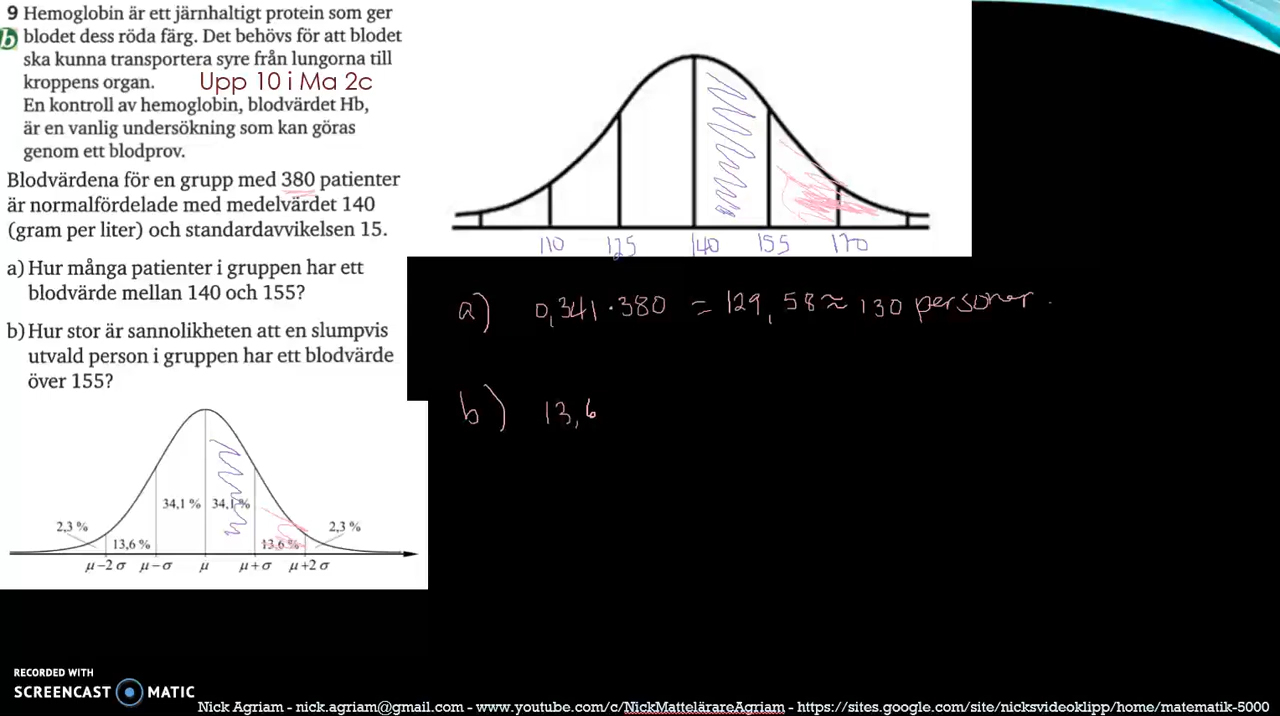 9 Hemoglobin är ett järnhaltigt protein som ger
b blodet dess röda färg. Det behövs för att blodet
ska kunna transportera syre från lungorna till
kroppens organ.
Upp 10 i Ma 2c
En kontroll av hemoglobin, blodvärdet Hb,
är en vanlig undersökning som kan göras
genom ett blodprov.
Blodvärdena för en grupp med 380 patienter
är normalfördelade med medelvärdet 140
(gram per liter) och standardavvikelsen 15.
a) Hur många patienter i gruppen har ett
blodvärde mellan 140 och 155?
b) Hur stor är sannolikheten att en slumpvis
utvald person i gruppen har ett blodvärde
över 155?
110 125 140 155 170
a) 0,341 · 380 = 129,58 ≈ 130 personer.
b) 13,6
34,1 % 34,1 %
2,3 % 2,3 %
13,6 % 13,6 %
μ−2σ μ−σ μ μ+σ μ+2σ
RECORDED WITH
SCREENCAST MATIC
Nick Agriam - nick.agriam@gmail.com - www.youtube.com/c/NickMattelärareAgriam - https://sites.google.com/site/nicksvideoklipp/home/matematik-5000